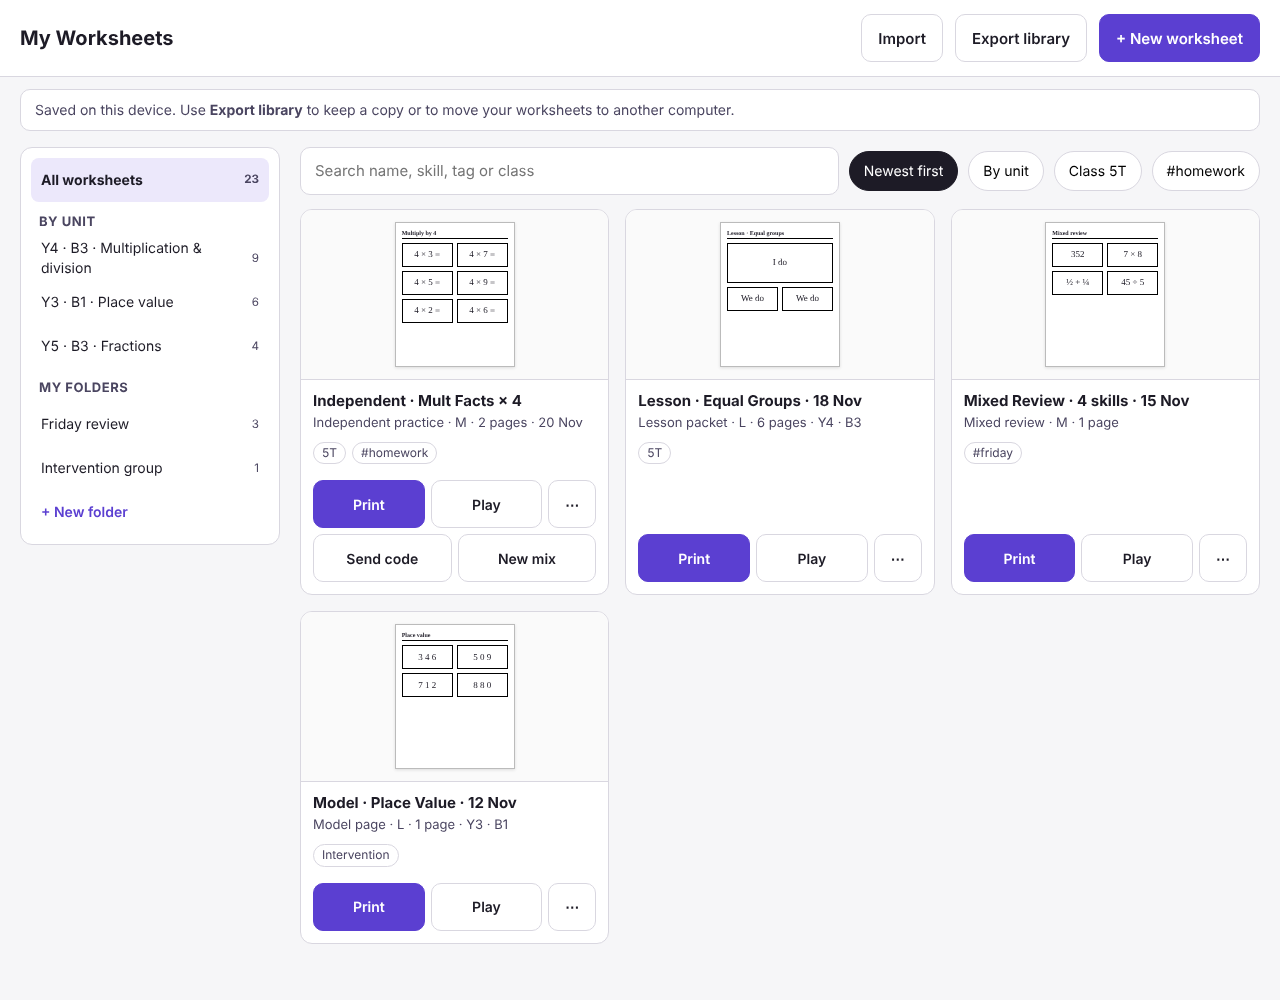 My Worksheets
Import
Export library
+ New worksheet
Saved on this device. Use Export library to keep a copy or to move your worksheets to another computer.
All worksheets 23
BY UNIT
Y4 · B3 · Multiplication &
division 9
Y3 · B1 · Place value 6
Y5 · B3 · Fractions 4
MY FOLDERS
Friday review 3
Intervention group 1
+ New folder
Search name, skill, tag or class
Newest first
By unit
Class 5T
#homework
Multiply by 4
4 × 3 = 4 × 7 =
4 × 5 = 4 × 9 =
4 × 2 = 4 × 6 =
Independent · Mult Facts × 4
Independent practice · M · 2 pages · 20 Nov
5T #homework
Print Play ···
Send code New mix
Lesson · Equal groups
I do
We do We do
Lesson · Equal Groups · 18 Nov
Lesson packet · L · 6 pages · Y4 · B3
5T
Print Play ···
Mixed review
352 7 × 8
½ + ¼ 45 ÷ 5
Mixed Review · 4 skills · 15 Nov
Mixed review · M · 1 page
#friday
Print Play ···
Place value
3 4 6 5 0 9
7 1 2 8 8 0
Model · Place Value · 12 Nov
Model page · L · 1 page · Y3 · B1
Intervention
Print Play ···